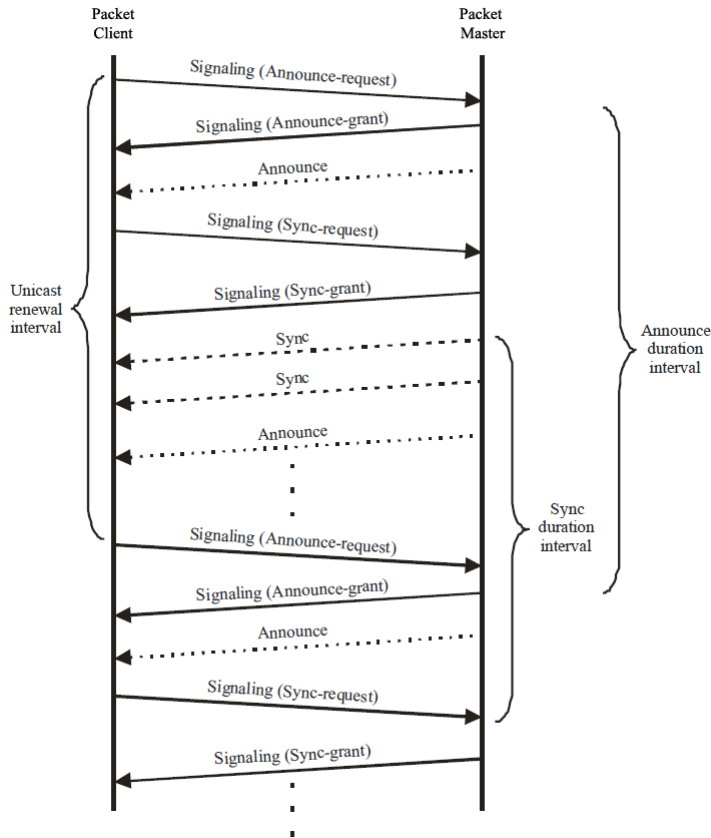 Packet
Client
Packet
Master
Signaling (Announce-request)
Signaling (Announce-grant)
Announce
Signaling (Sync-request)
Signaling (Sync-grant)
Unicast
renewal
interval
Sync
Announce
duration
interval
Sync
Announce
Sync
duration
interval
Signaling (Announce-request)
Signaling (Announce-grant)
Announce
Signaling (Sync-request)
Signaling (Sync-grant)